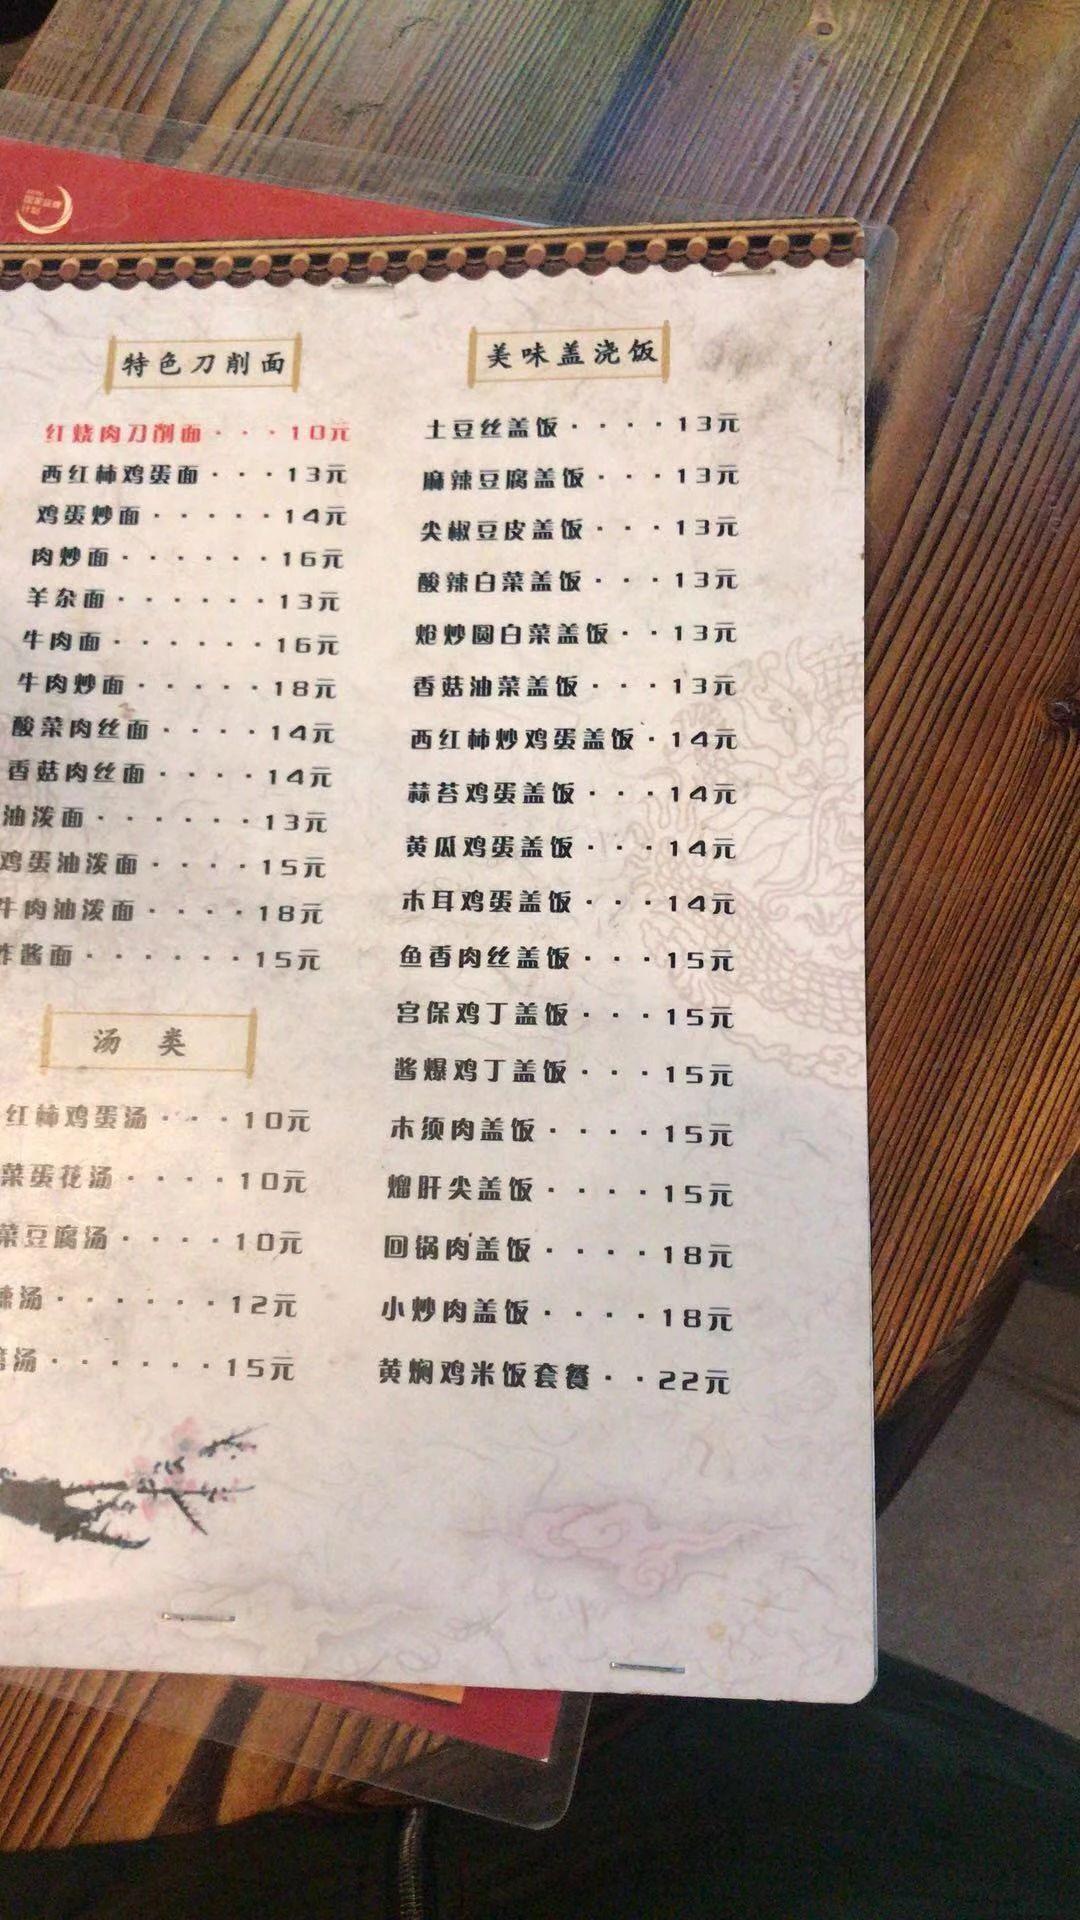 国家品牌
计划
特色刀削面
红烧肉刀削面···10元
西红柿鸡蛋面···13元
鸡蛋炒面·····14元
肉炒面······16元
羊杂面······13元
牛肉面······16元
牛肉炒面·····18元
酸菜肉丝面····14元
香菇肉丝面····14元
油泼面······13元
鸡蛋油泼面····15元
牛肉油泼面····18元
炸酱面······15元
汤 类
红柿鸡蛋汤···10元
菜蛋花汤····10元
菜豆腐汤····10元
辣汤······12元
汤······15元
美味盖浇饭
土豆丝盖饭····13元
麻辣豆腐盖饭···13元
尖椒豆皮盖饭···13元
酸辣白菜盖饭···13元
炝炒圆白菜盖饭··13元
香菇油菜盖饭···13元
西红柿炒鸡蛋盖饭·14元
蒜苔鸡蛋盖饭···14元
黄瓜鸡蛋盖饭···14元
木耳鸡蛋盖饭···14元
鱼香肉丝盖饭···15元
宫保鸡丁盖饭···15元
酱爆鸡丁盖饭···15元
木须肉盖饭····15元
熘肝尖盖饭····15元
回锅肉盖饭····18元
小炒肉盖饭····18元
黄焖鸡米饭套餐··22元